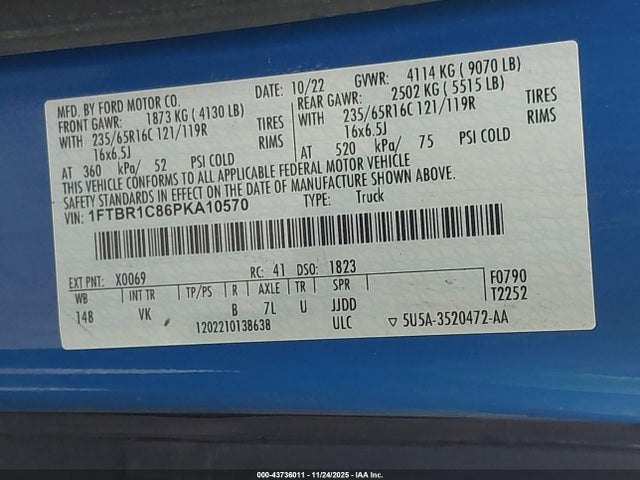 MFD. BY FORD MOTOR CO. DATE: 10/22 GVWR: 4114 KG ( 9070 LB)
FRONT GAWR: 1873 KG ( 4130 LB) REAR GAWR: 2502 KG ( 5515 LB)
WITH 235/65R16C 121/119R TIRES WITH 235/65R16C 121/119R TIRES
16x6.5J RIMS 16x6.5J RIMS
AT 360 kPa/ 52 PSI COLD AT 520 kPa/ 75 PSI COLD
THIS VEHICLE CONFORMS TO ALL APPLICABLE FEDERAL MOTOR VEHICLE
SAFETY STANDARDS IN EFFECT ON THE DATE OF MANUFACTURE SHOWN ABOVE.
VIN: 1FTBR1C86PKA10570 TYPE: Truck
EXT PNT: X0069 RC: 41 DSO: 1823 F0790
WB INT TR TP/PS R AXLE TR SPR T2252
148 VK B 7L U JJDD
1202210138638 ULC ▽ 5U5A-3520472-AA
000-43736011 - 11/24/2025 - IAA Inc.